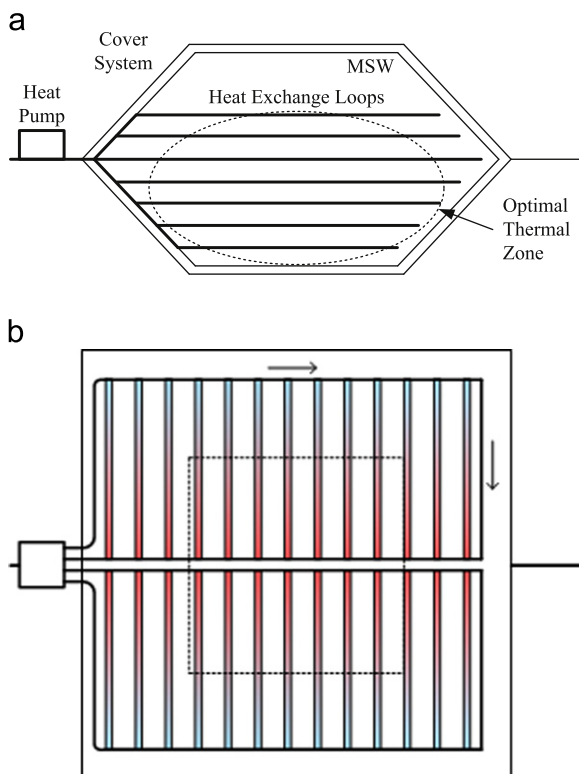 a
Cover
System
MSW
Heat
Pump
Heat Exchange Loops
Optimal
Thermal
Zone
b